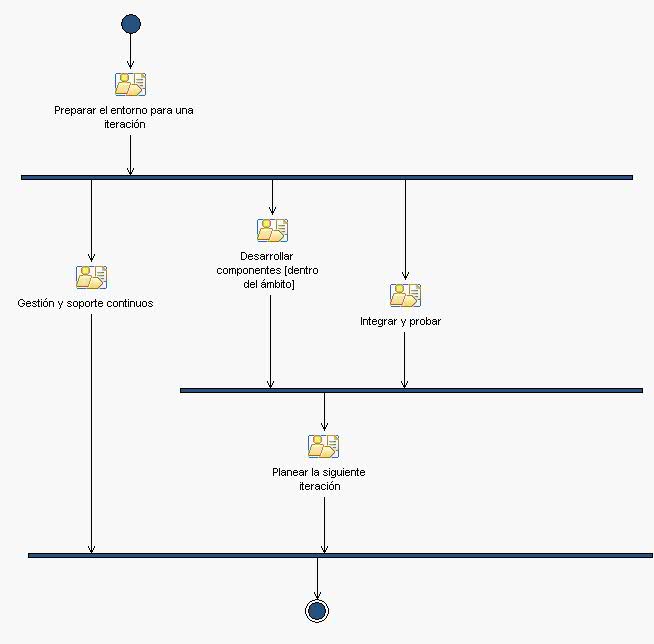 Preparar el entorno para una
iteración
Desarrollar
componentes [dentro
del ámbito]
Gestión y soporte continuos
Integrar y probar
Planear la siguiente
iteración